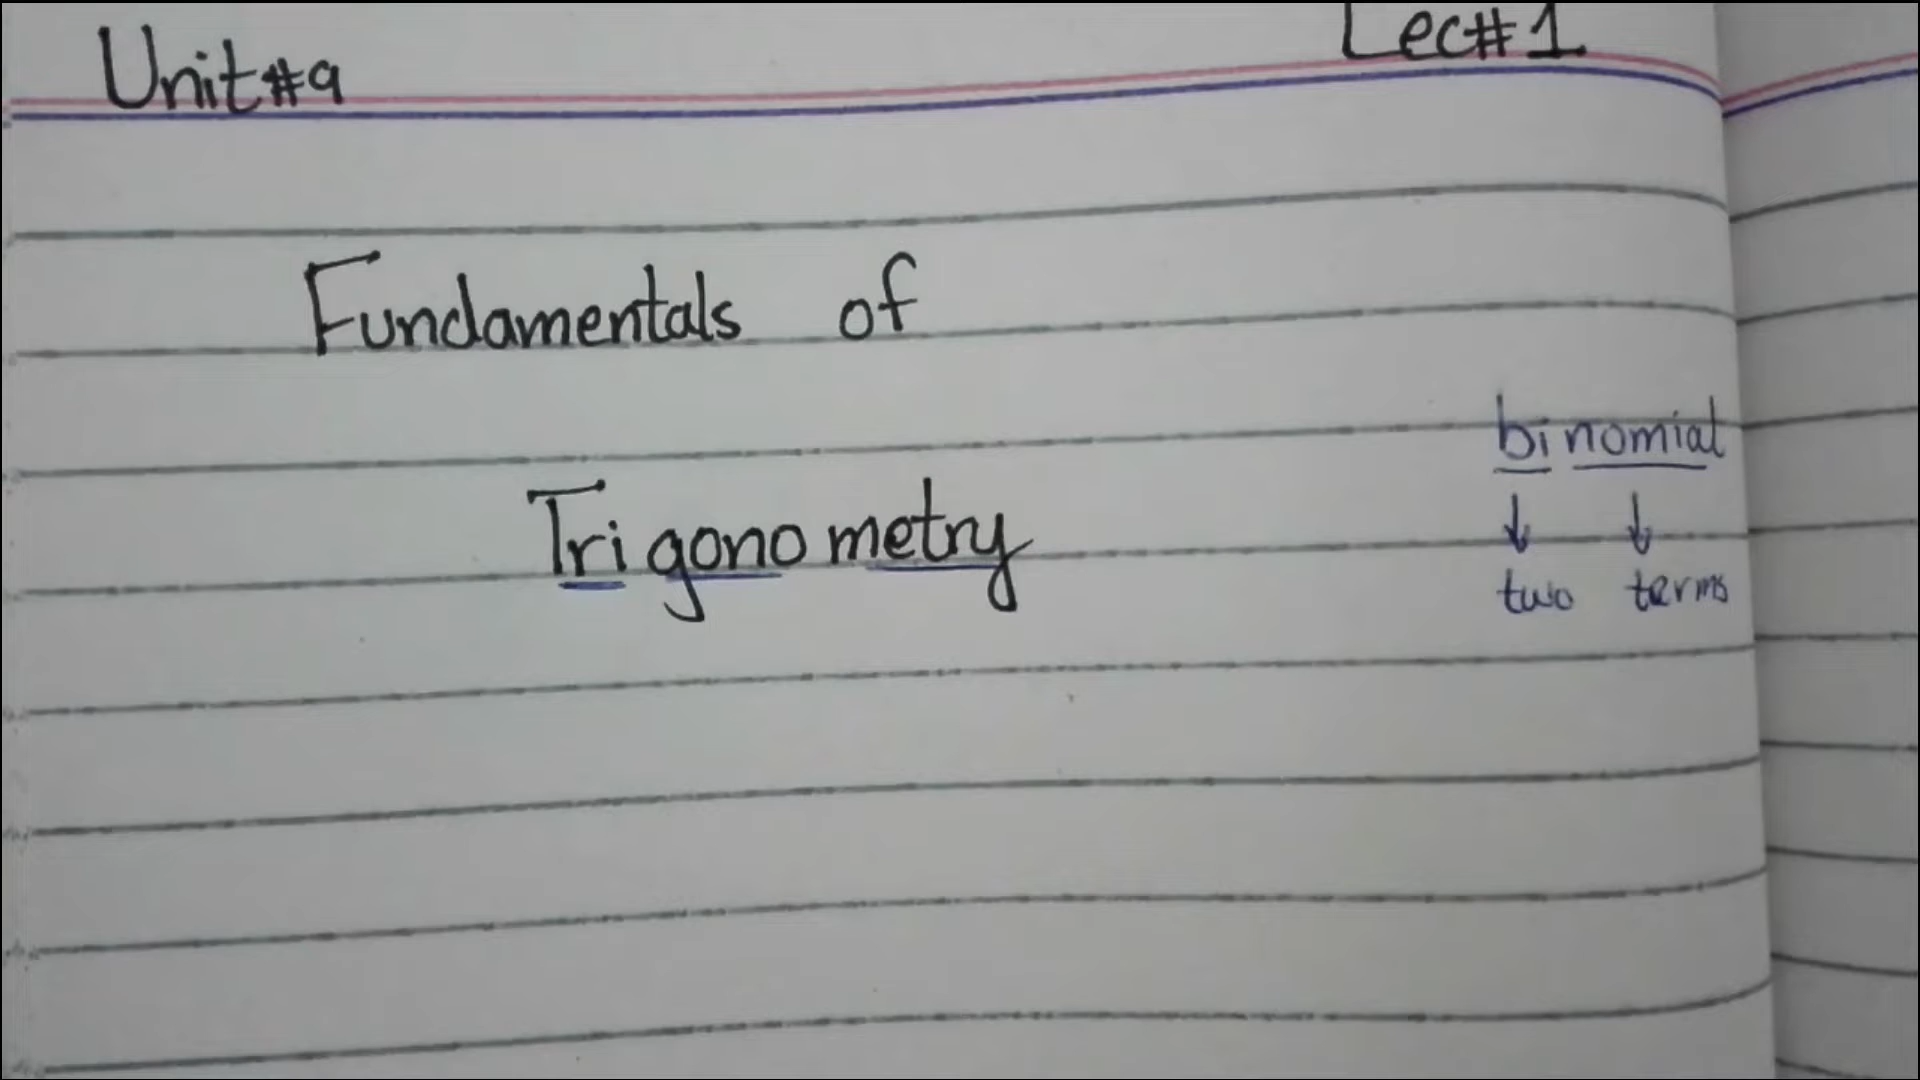 Unit#9
Lec#1
Fundamentals of
binomial
Trigonometry
↓ ↓
two terms